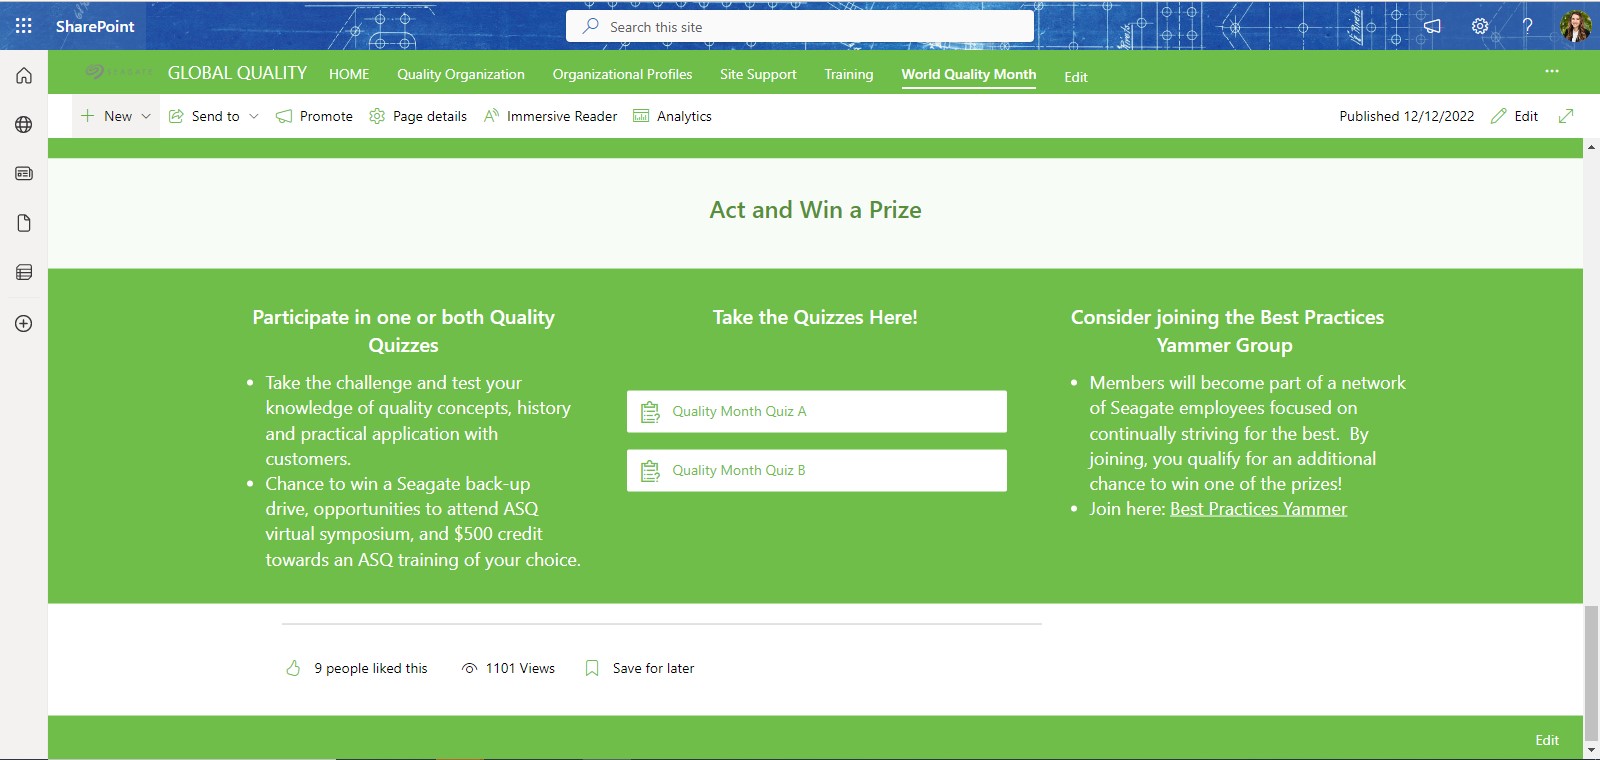 SharePoint
Search this site
?
SEAGATE
GLOBAL QUALITY
HOME
Quality Organization
Organizational Profiles
Site Support
Training
World Quality Month
Edit
New
Send to
Promote
Page details
Immersive Reader
Analytics
Published 12/12/2022
Edit
Act and Win a Prize
Participate in one or both Quality
Quizzes
• Take the challenge and test your
knowledge of quality concepts, history
and practical application with
customers.
• Chance to win a Seagate back-up
drive, opportunities to attend ASQ
virtual symposium, and $500 credit
towards an ASQ training of your choice.
Take the Quizzes Here!
Quality Month Quiz A
Quality Month Quiz B
Consider joining the Best Practices
Yammer Group
• Members will become part of a network
of Seagate employees focused on
continually striving for the best.  By
joining, you qualify for an additional
chance to win one of the prizes!
• Join here: Best Practices Yammer
9 people liked this
1101 Views
Save for later
Edit